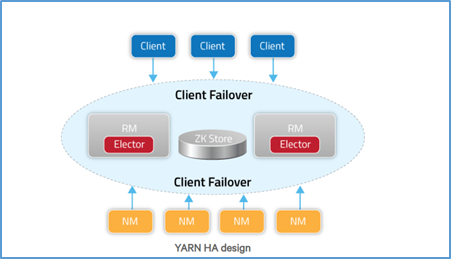 Client Client Client
Client Failover
RM RM
Elector ZK Store Elector
Client Failover
NM NM NM NM
YARN HA design